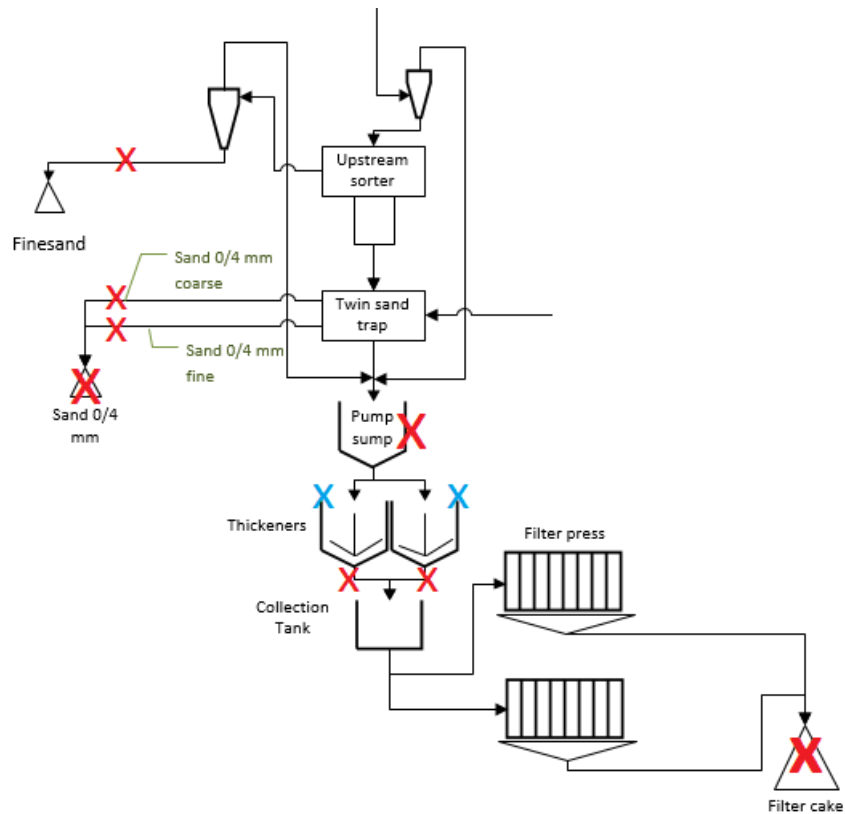 Upstream
sorter
Finesand
Sand 0/4 mm
coarse
Twin sand
trap
Sand 0/4 mm
fine
Sand 0/4
mm
Pump
sump
Thickeners
Filter press
Collection
Tank
Filter cake